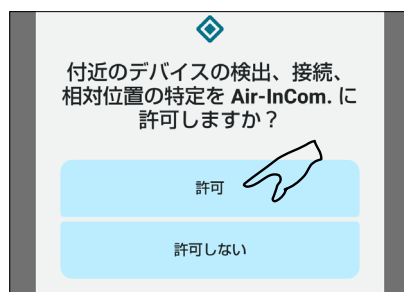 付近のデバイスの検出、接続、
相対位置の特定を Air-InCom. に
許可しますか？
許可
許可しない